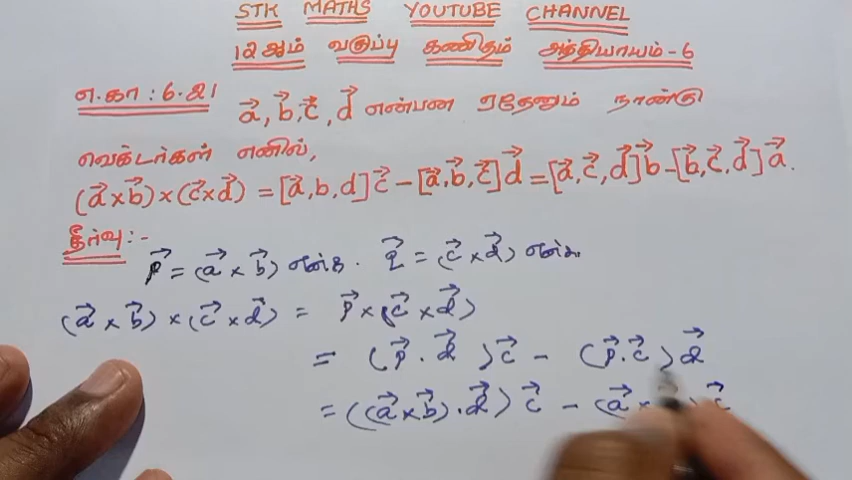 STK MATHS YOUTUBE CHANNEL
12ஆம் வகுப்பு கணிதம் அத்தியாயம்-6
எ.கா : 6.21 a⃗, b⃗, c⃗, d⃗ என்பன ஏதேனும் நான்கு
வெக்டர்கள் எனில்,
(a⃗×b⃗)×(c⃗×d⃗) = [a⃗,b,d]c⃗ − [a⃗,b⃗,c⃗]d⃗ = [a⃗,c⃗,d⃗]b⃗ − [b⃗,c⃗,d⃗]a⃗.
தீர்வு :-
p⃗ = (a⃗ × b⃗) என்க. q⃗ = (c⃗ × d⃗) என்க
(a⃗ × b⃗) × (c⃗ × d⃗) = p⃗ × (c⃗ × d⃗)
= (p⃗ . d⃗)c⃗ − (p⃗.c⃗)d⃗
= ((a⃗×b⃗).d⃗)c⃗ − (a⃗× c⃗